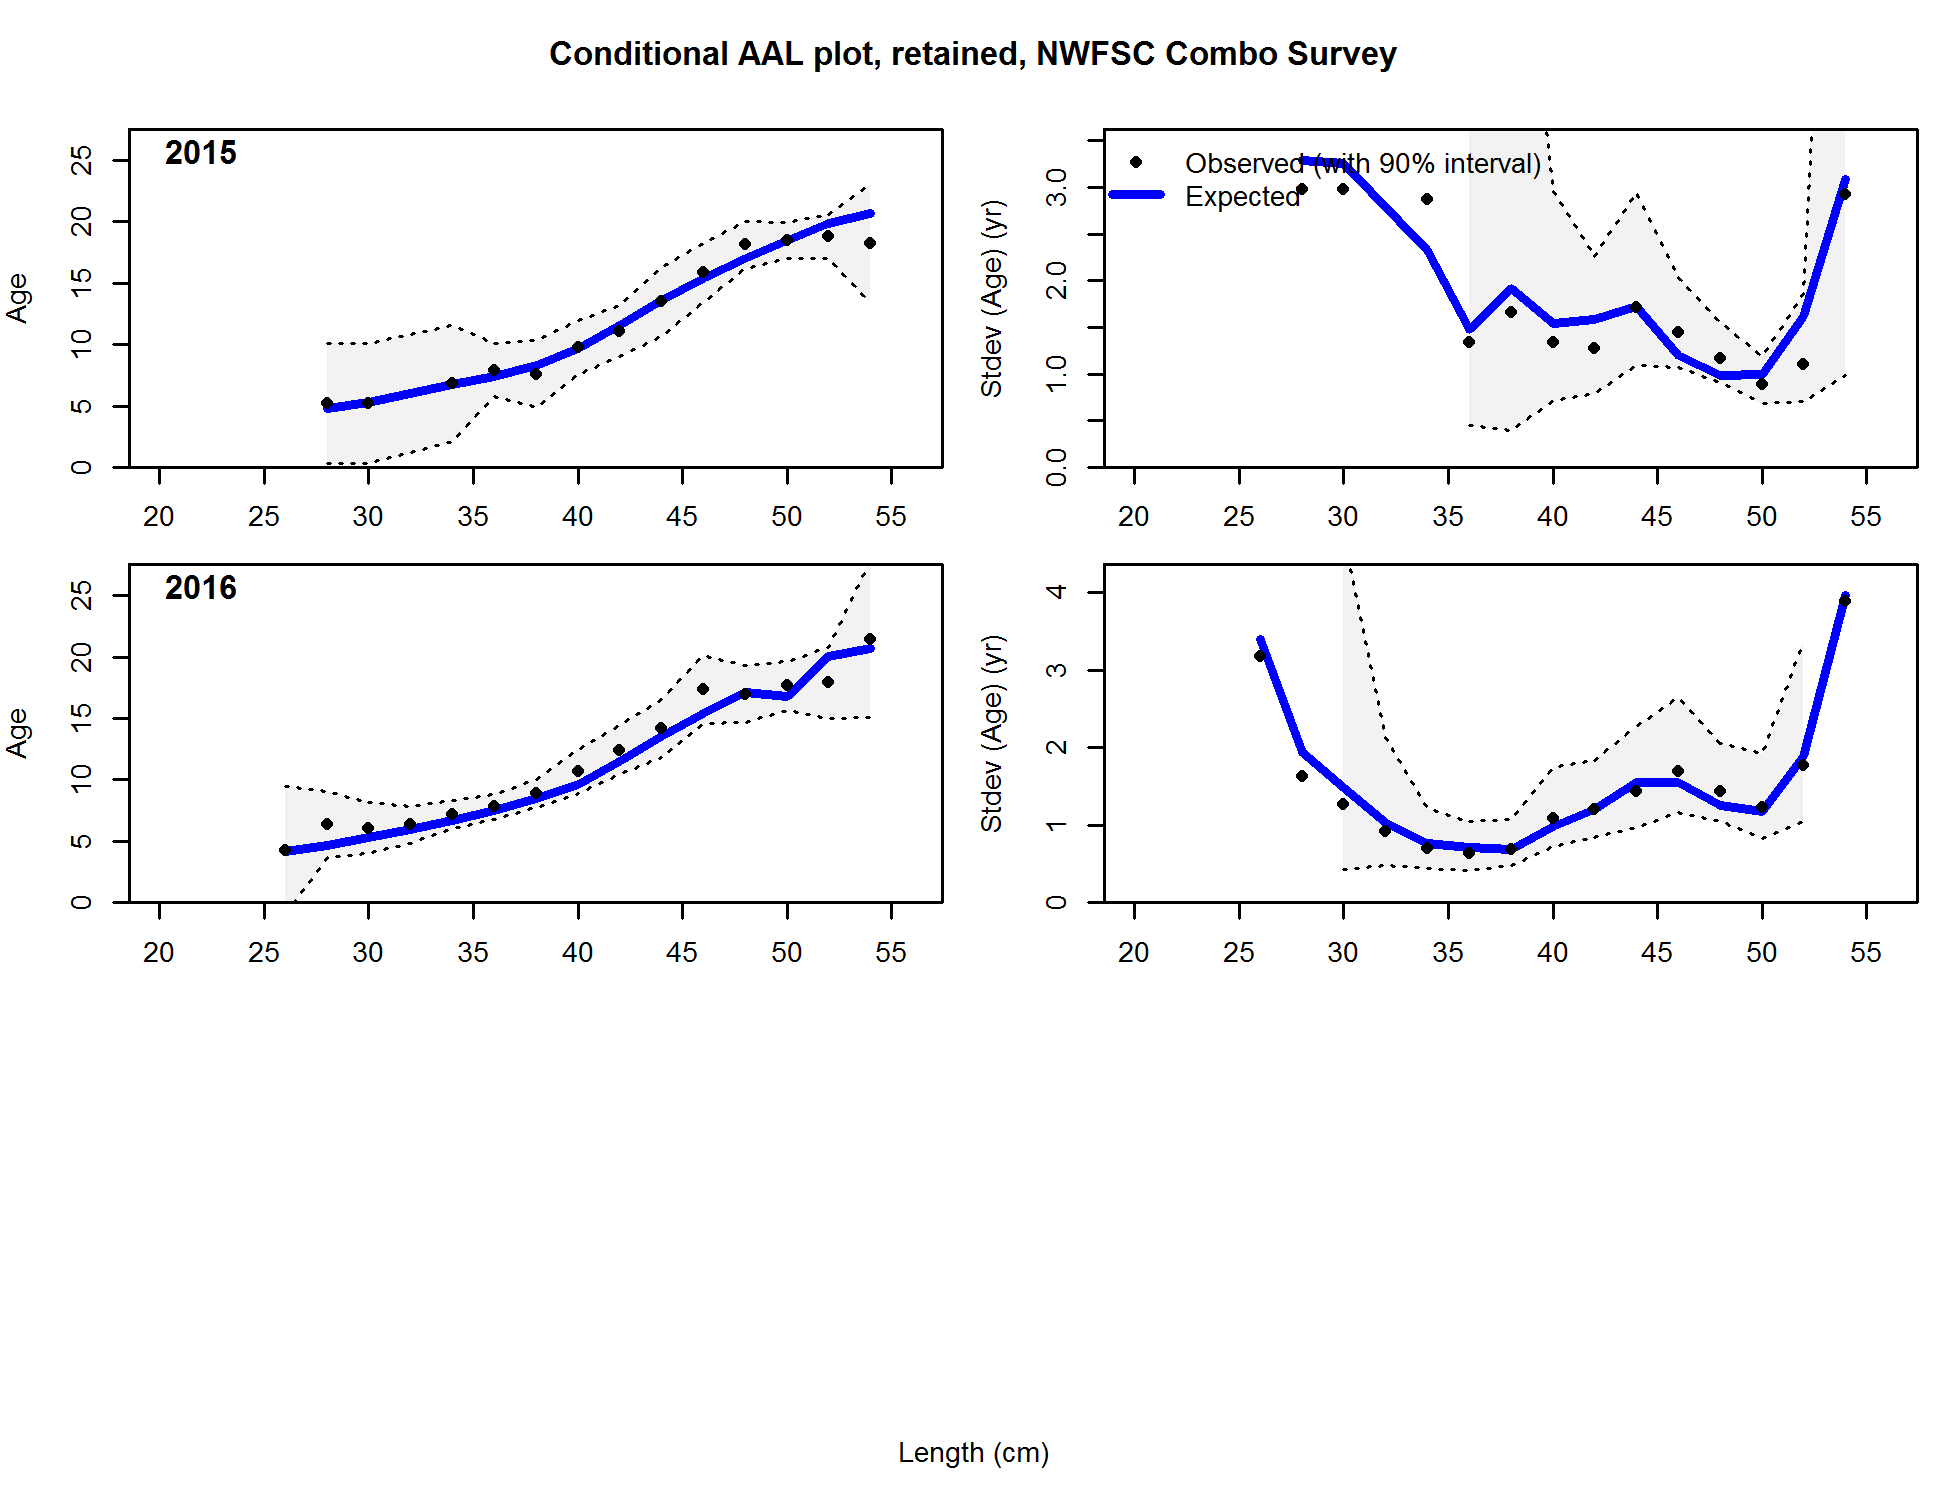 Conditional AAL plot, retained, NWFSC Combo Survey
2015
Age
0 5 10 15 20 25
20 25 30 35 40 45 50 55
Observed (with 90% interval)
Expected
Stdev (Age) (yr)
0.0 1.0 2.0 3.0
20 25 30 35 40 45 50 55
2016
Age
0 5 10 15 20 25
20 25 30 35 40 45 50 55
Stdev (Age) (yr)
0 1 2 3 4
20 25 30 35 40 45 50 55
Length (cm)